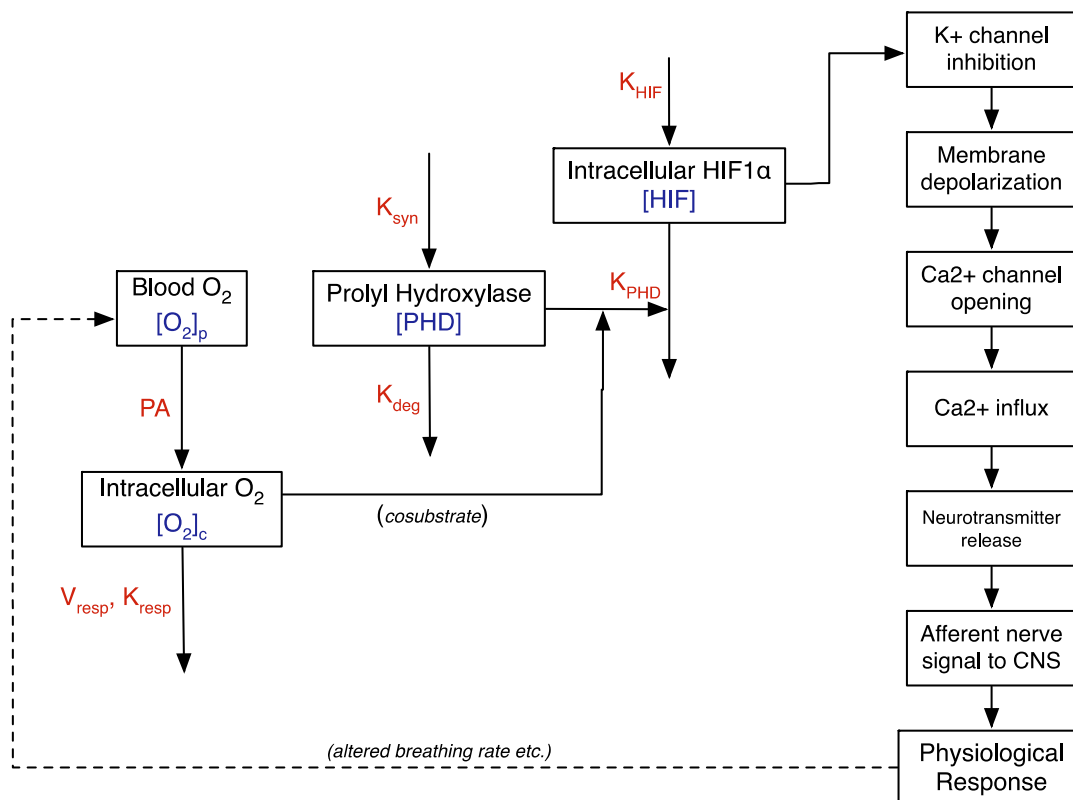 K+ channel
inhibition
K_HIF
Intracellular HIF1α
[HIF]
Membrane
depolarization
K_syn
Ca2+ channel
opening
Blood O₂
[O₂]ₚ
Prolyl Hydroxylase
[PHD]
K_PHD
PA
K_deg
Ca2+ influx
Intracellular O₂
[O₂]_c
(cosubstrate)
Neurotransmitter
release
V_resp, K_resp
Afferent nerve
signal to CNS
(altered breathing rate etc.)
Physiological
Response